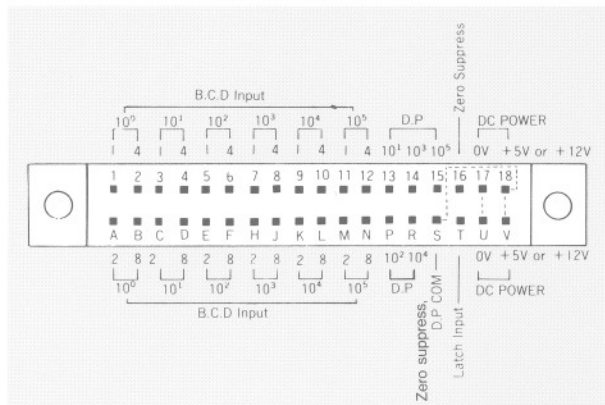 Zero Suppress
B.C.D Input
D.P
DC POWER
10⁰ 10¹ 10² 10³ 10⁴ 10⁵ 10¹ 10³ 10⁵ 0V +5V or +12V
1 4 1 4 1 4 1 4 1 4 1 4
1 2 3 4 5 6 7 8 9 10 11 12 13 14 15 16 17 18
A B C D E F H J K L M N P R S T U V
2 8 2 8 2 8 2 8 2 8 2 8 10² 10⁴ 0V +5V or +12V
10⁰ 10¹ 10² 10³ 10⁴ 10⁵ D.P DC POWER
B.C.D Input
Zero suppress,
D.P COM
Latch Input